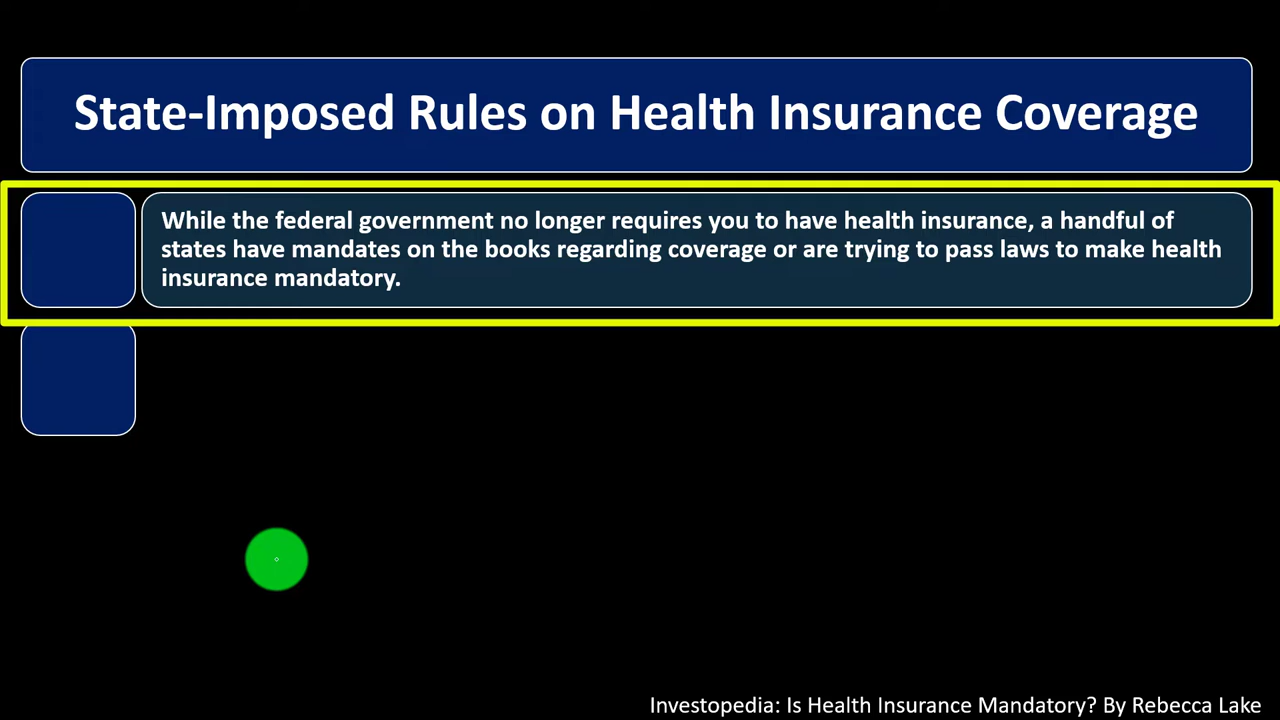 State-Imposed Rules on Health Insurance Coverage
While the federal government no longer requires you to have health insurance, a handful of
states have mandates on the books regarding coverage or are trying to pass laws to make health
insurance mandatory.
Investopedia: Is Health Insurance Mandatory? By Rebecca Lake